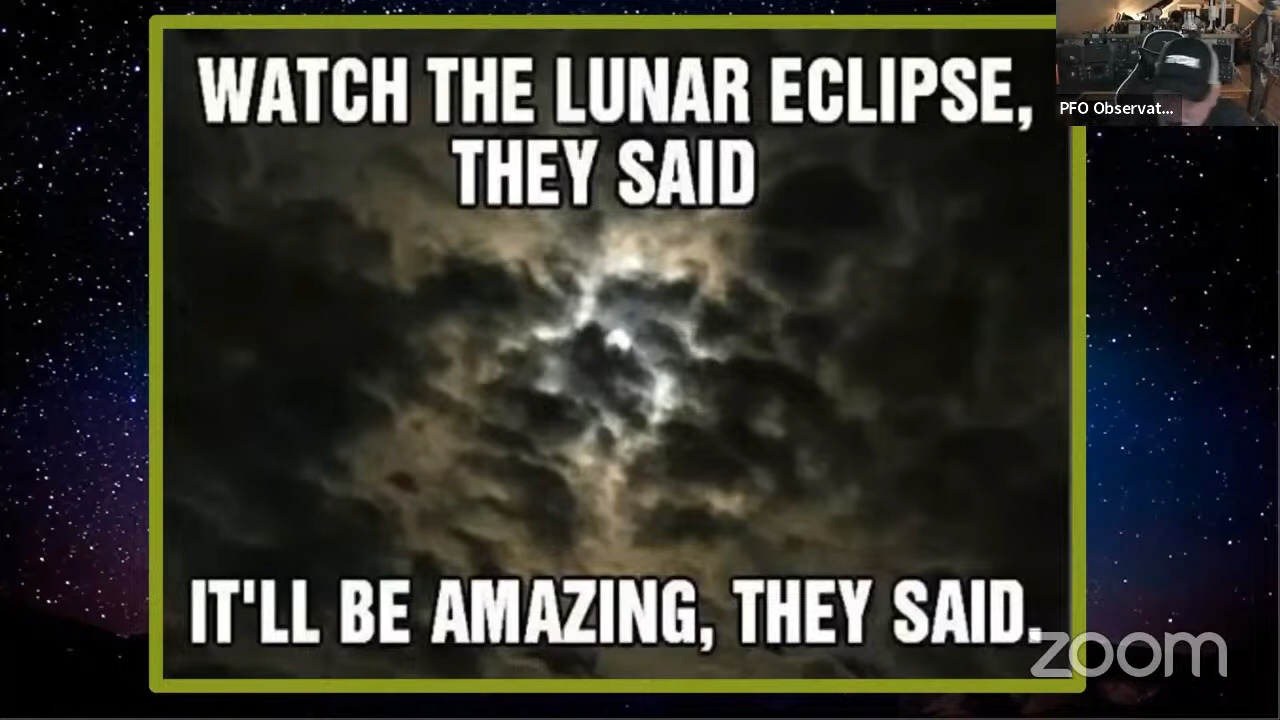 WATCH THE LUNAR ECLIPSE,
THEY SAID
PFO Observat...
IT'LL BE AMAZING, THEY SAID.
zoom